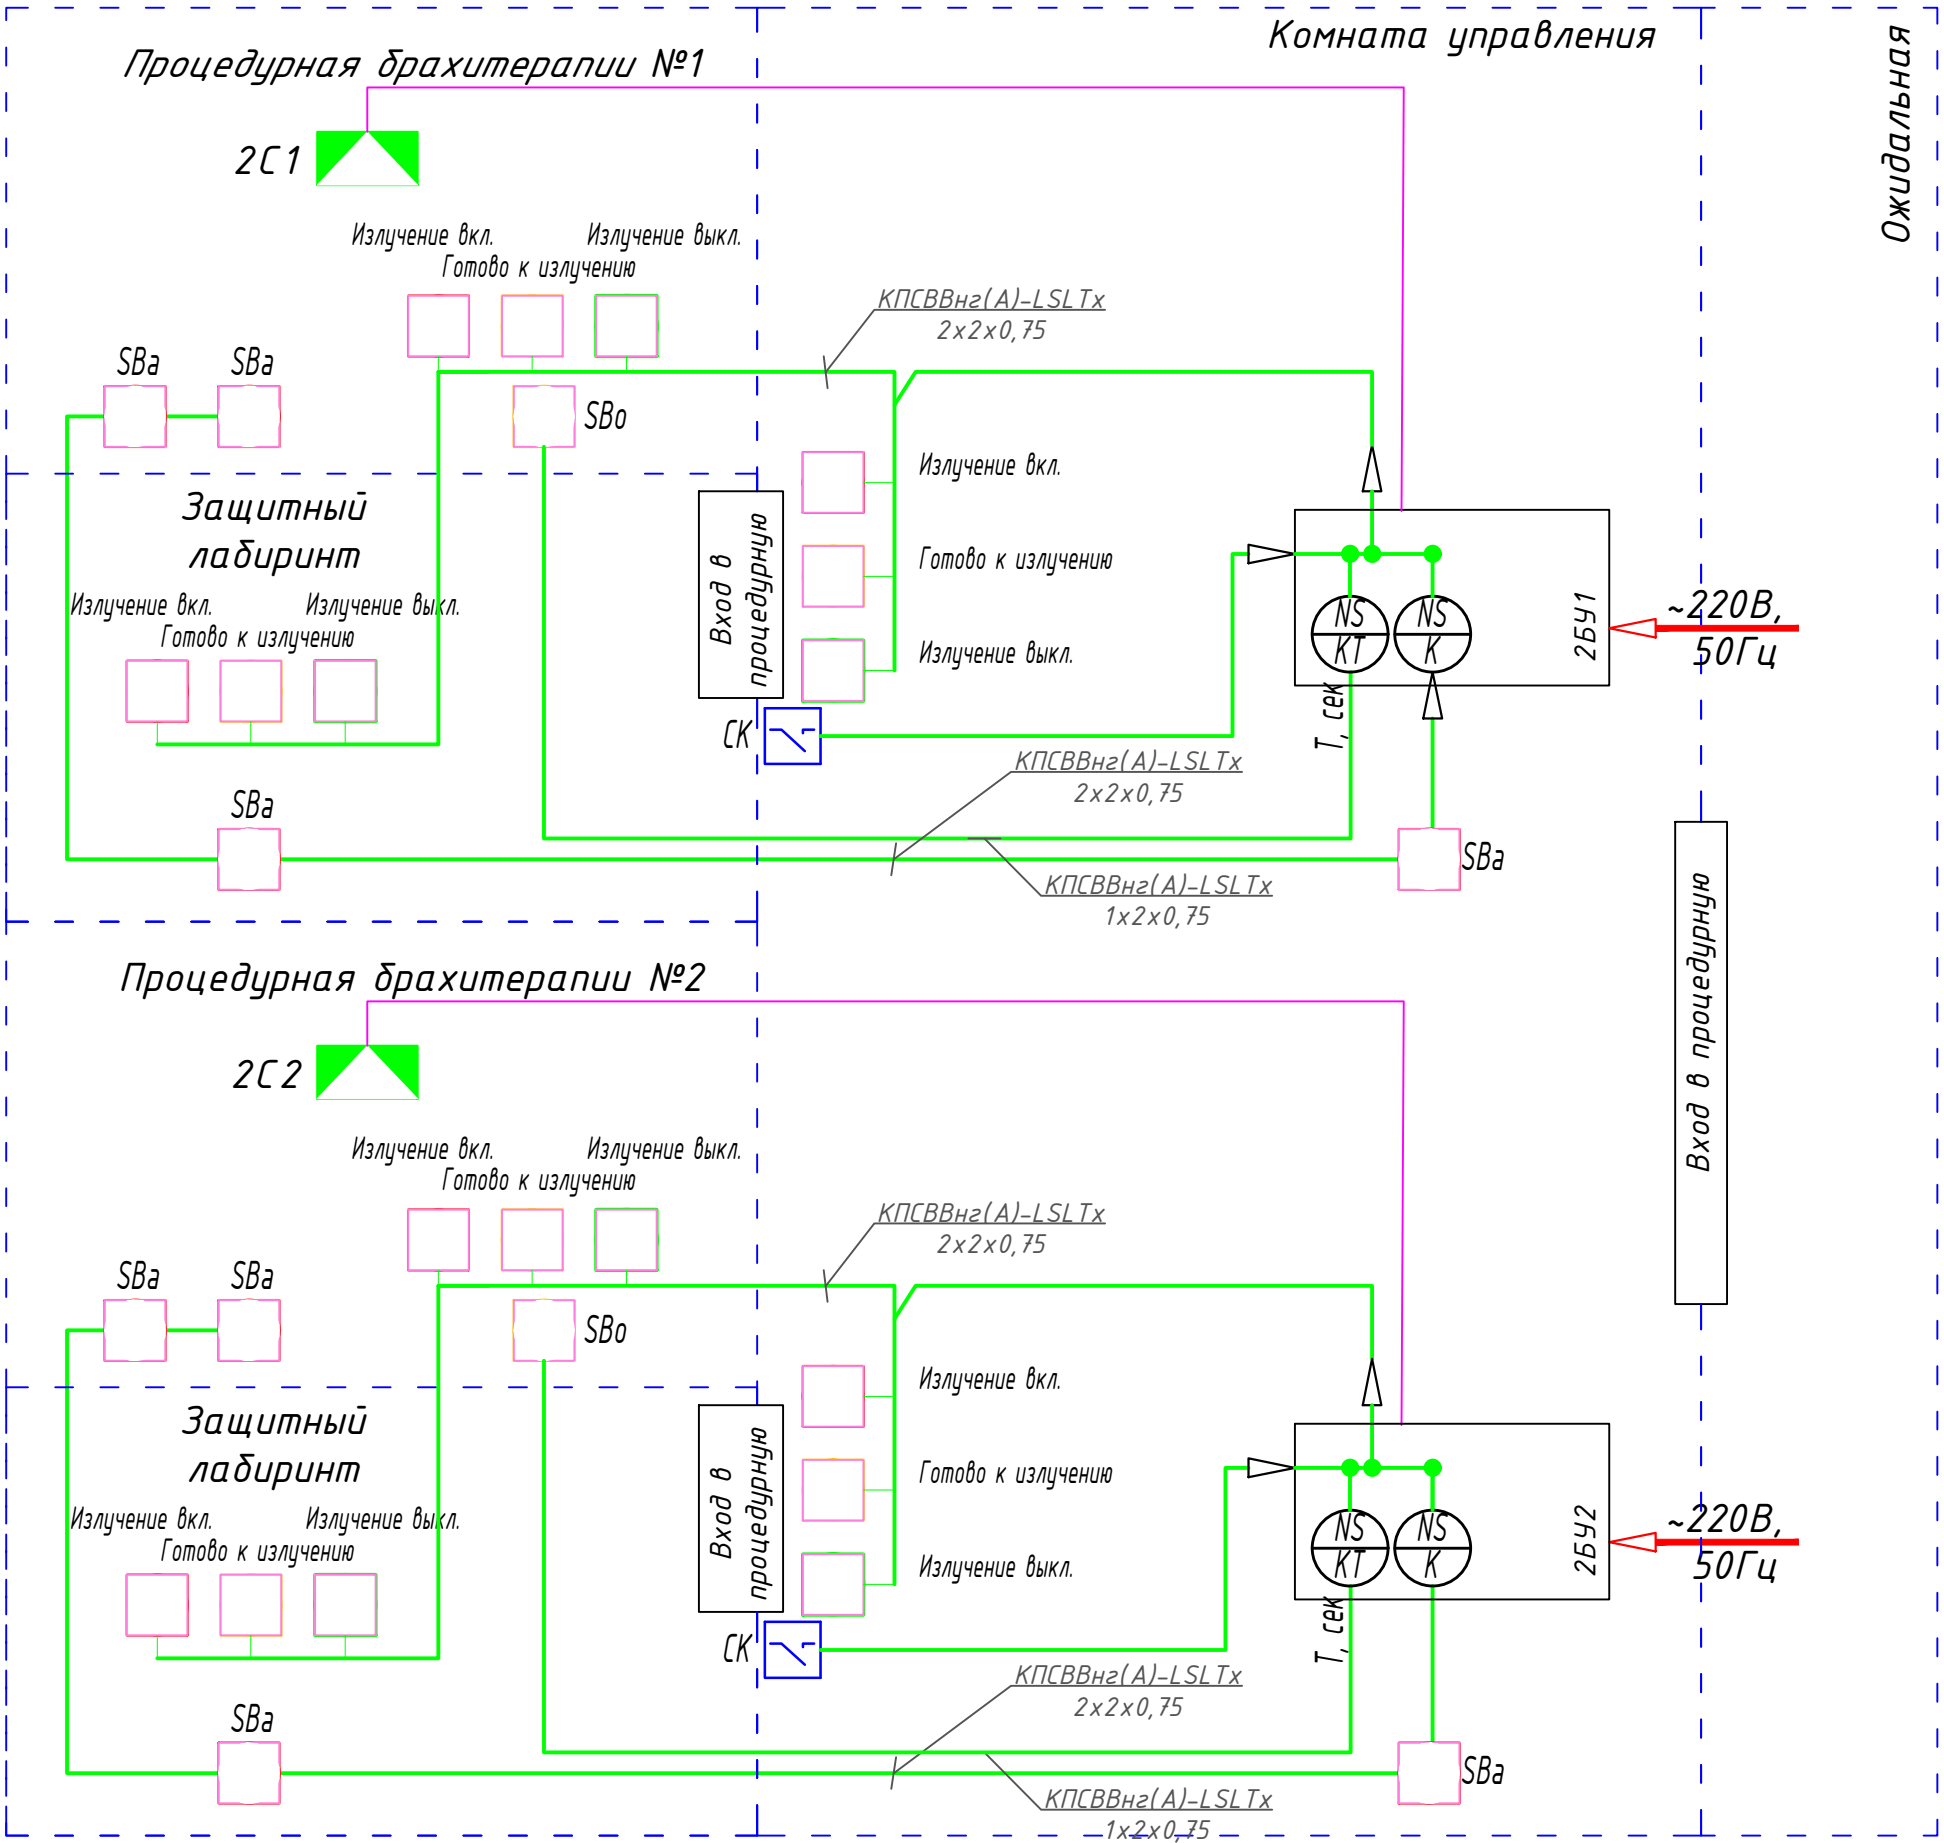 Комната управления
Ожидальная
Процедурная брахитерапии №1
2С1
Излучение вкл.
Излучение выкл.
Готово к излучению
КПСВВнг(А)-LSLTx
2x2x0,75
SBa
SBa
SBo
Защитный
лабиринт
Излучение вкл.
Излучение выкл.
Готово к излучению
Вход в
процедурную
Излучение вкл.
Готово к излучению
Излучение выкл.
NS
KT
NS
K
2БУ1
~220В,
50Гц
T, сек
СК
КПСВВнг(А)-LSLTx
2x2x0,75
SBa
SBa
КПСВВнг(А)-LSLTx
1x2x0,75
Вход в процедурную
Процедурная брахитерапии №2
2С2
Излучение вкл.
Излучение выкл.
Готово к излучению
КПСВВнг(А)-LSLTx
2x2x0,75
SBa
SBa
SBo
Защитный
лабиринт
Излучение вкл.
Излучение выкл.
Готово к излучению
Вход в
процедурную
Излучение вкл.
Готово к излучению
Излучение выкл.
NS
KT
NS
K
2БУ2
~220В,
50Гц
T, сек
СК
КПСВВнг(А)-LSLTx
2x2x0,75
SBa
SBa
КПСВВнг(А)-LSLTx
1x2x0,75